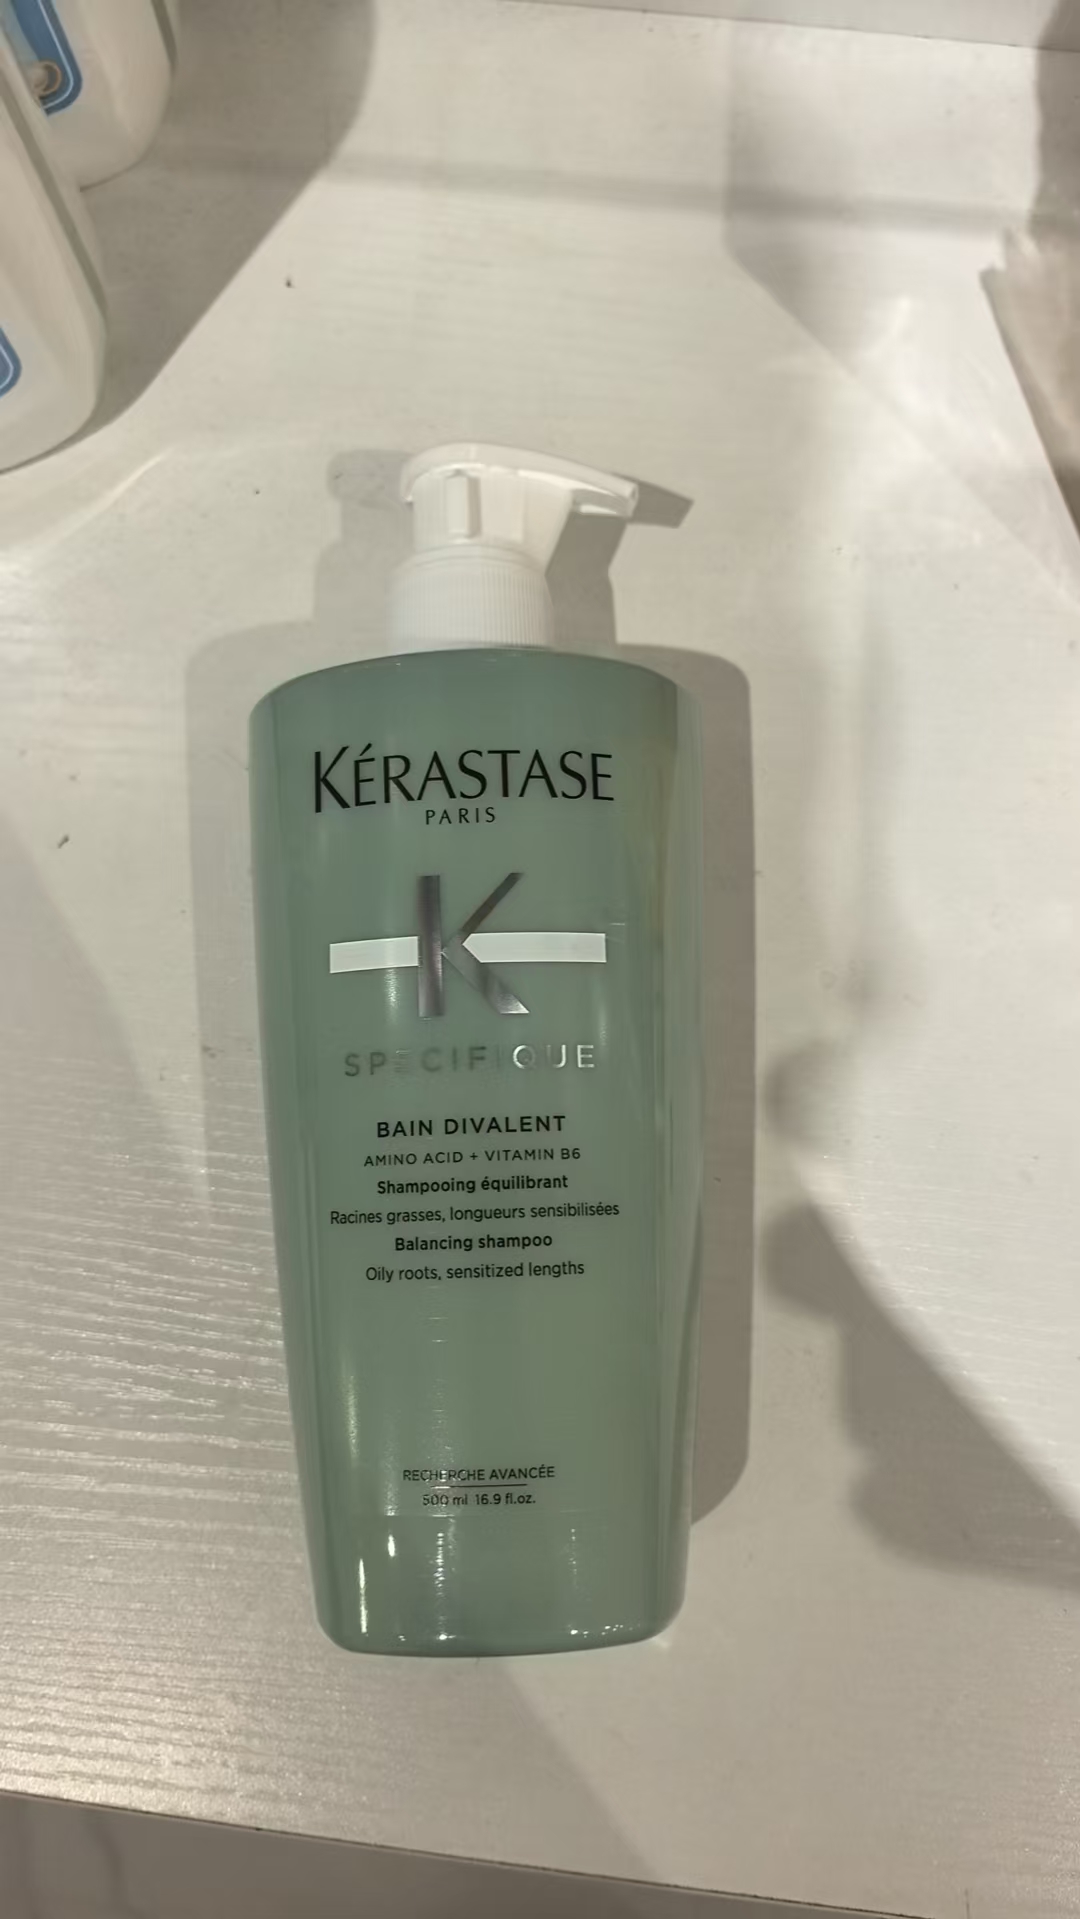 KÉRASTASE
PARIS
K
SPECIFIQUE
BAIN DIVALENT
AMINO ACID + VITAMIN B6
Shampooing équilibrant
Racines grasses, longueurs sensibilisées
Balancing shampoo
Oily roots, sensitized lengths
RECHERCHE AVANCÉE
500 ml 16.9 fl.oz.